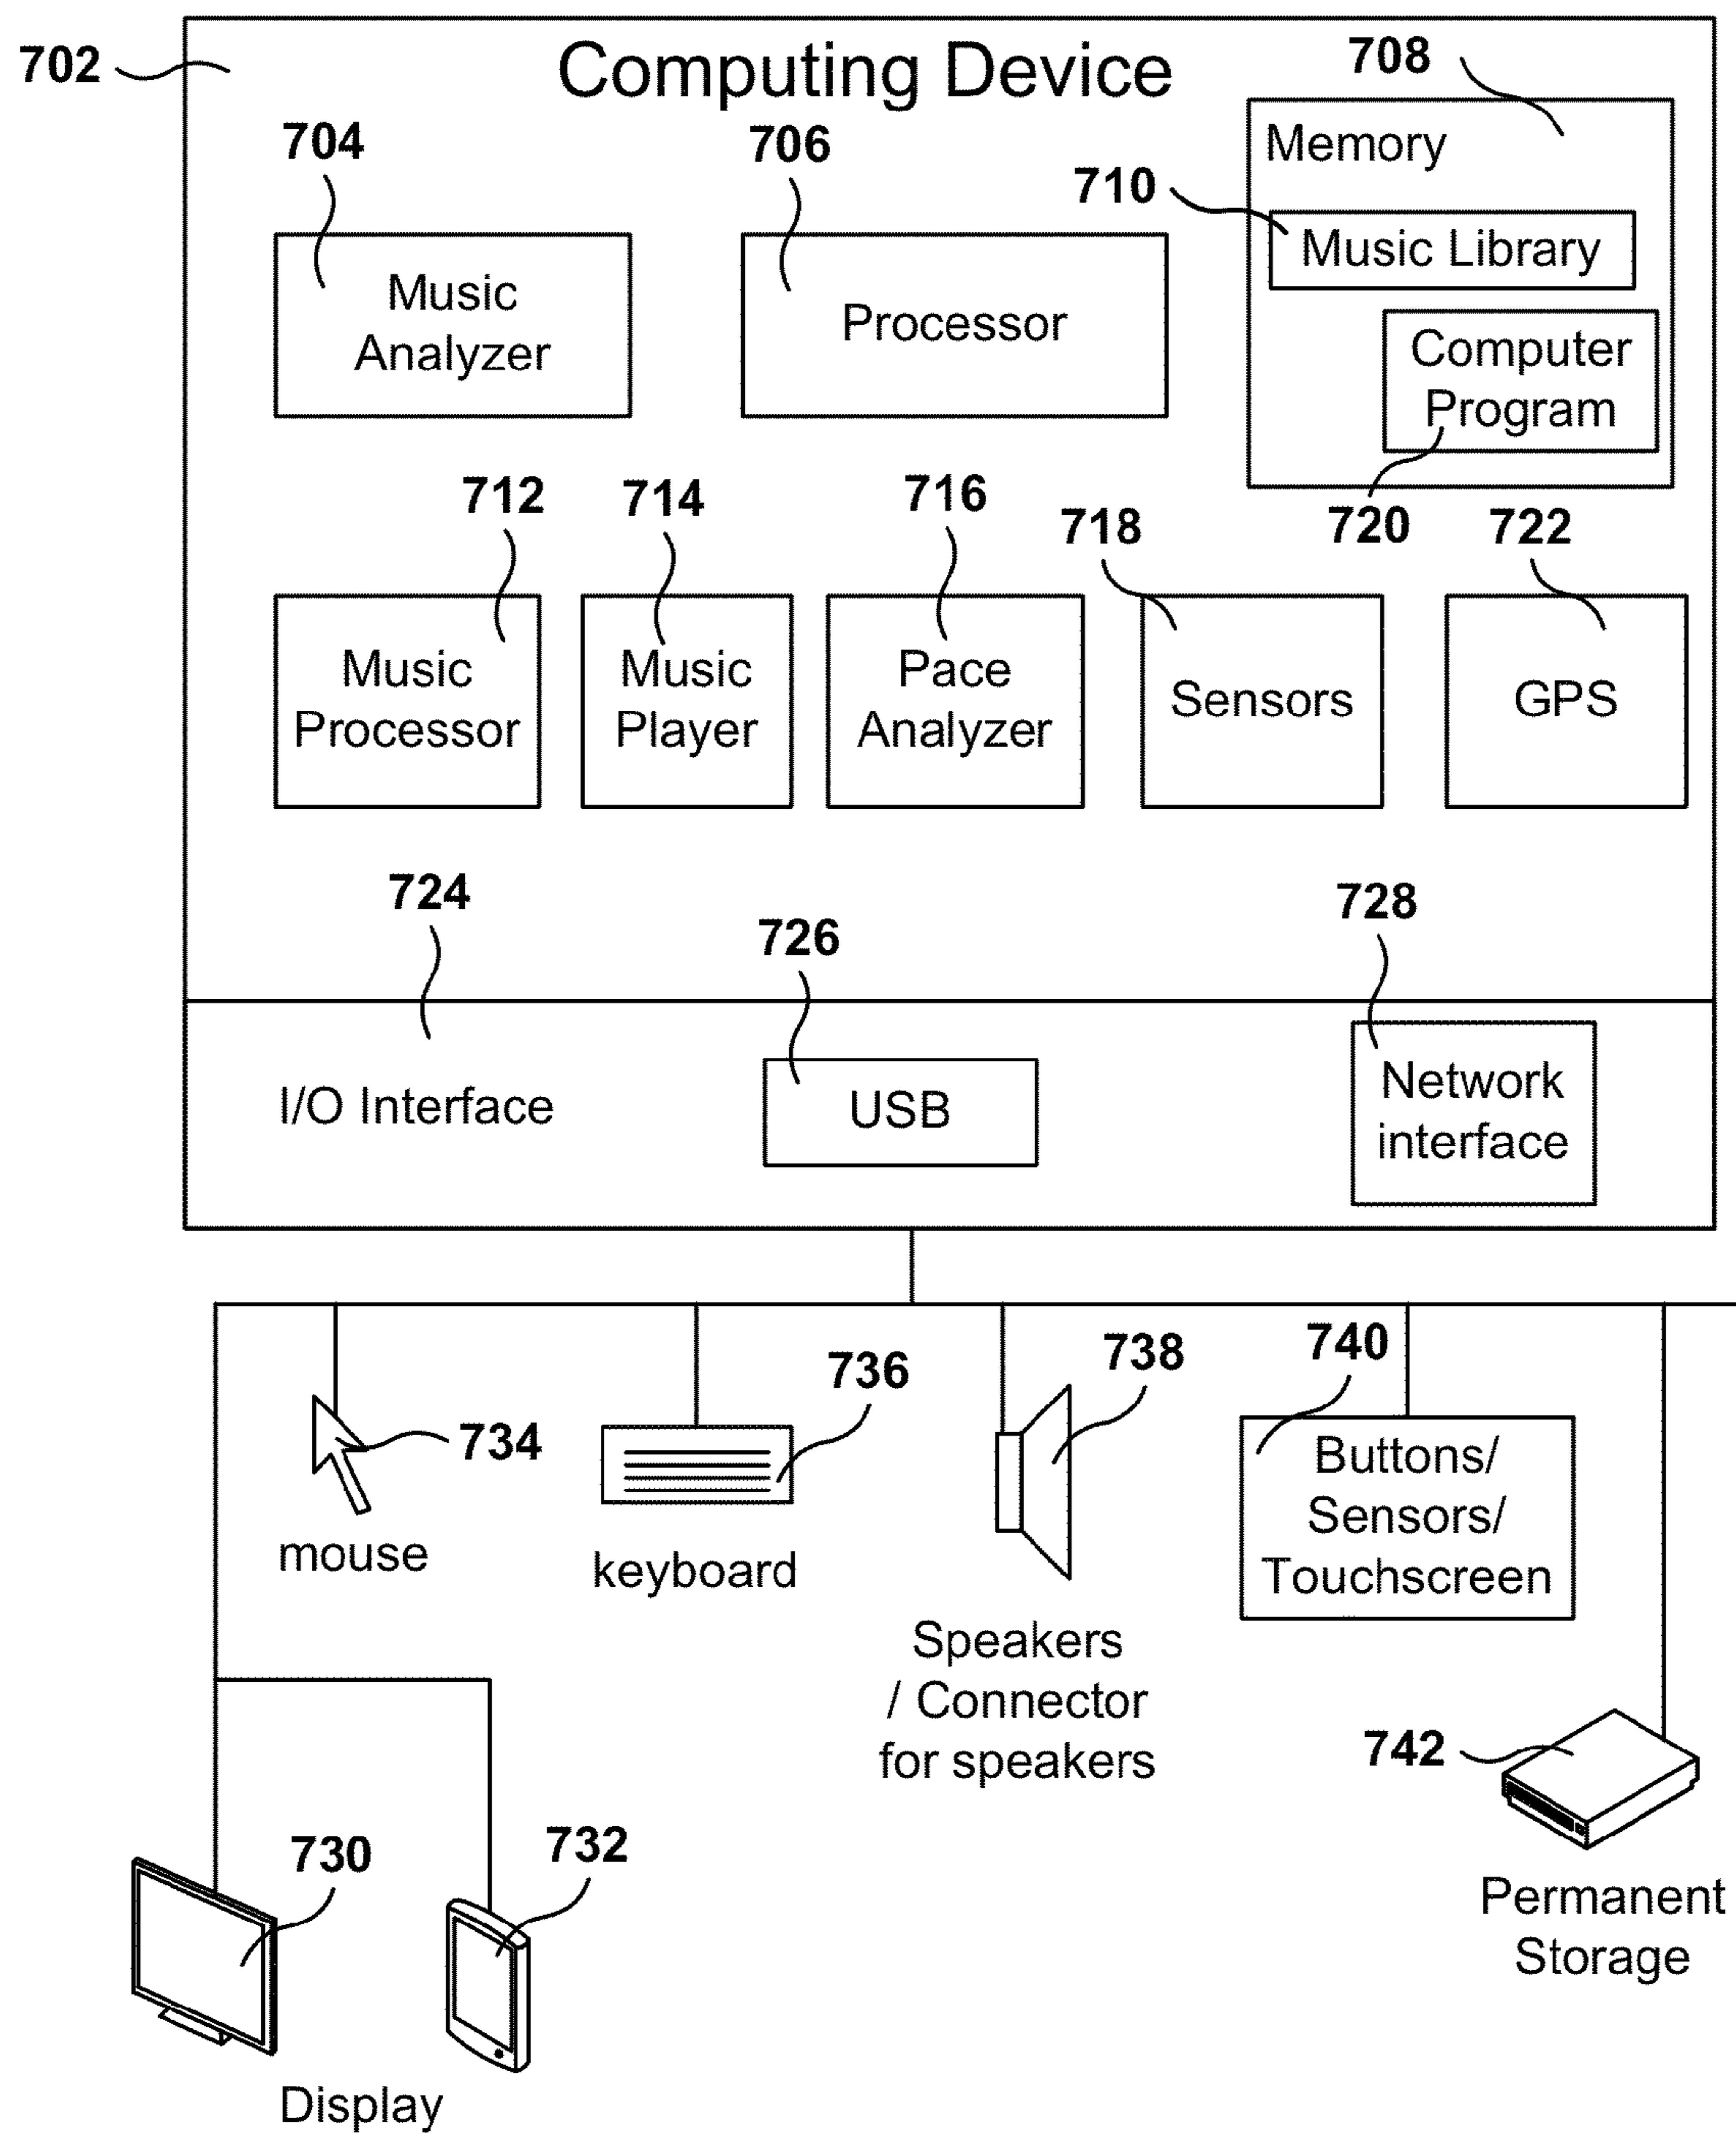 702
Computing Device
708
704
706
Memory
710
Music Library
Music
Analyzer
Processor
Computer
Program
712
714
716
718
720
722
Music
Processor
Music
Player
Pace
Analyzer
Sensors
GPS
724
726
728
I/O Interface
USB
Network
interface
734
mouse
736
keyboard
738
Speakers
/ Connector
for speakers
740
Buttons/
Sensors/
Touchscreen
742
Permanent
Storage
730
732
Display